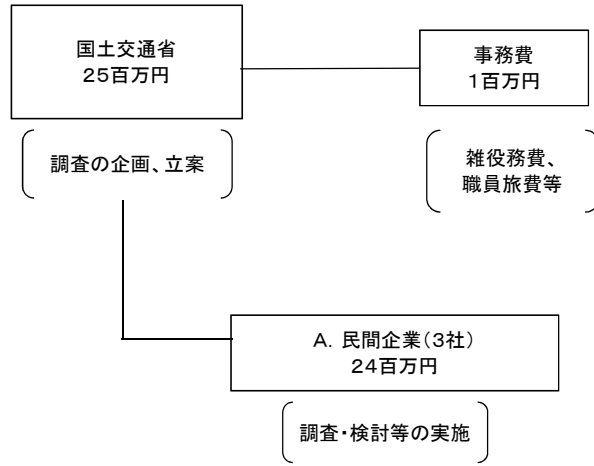 国土交通省
25百万円
事務費
1百万円
調査の企画、立案
雑役務費、
職員旅費等
A. 民間企業(3社)
24百万円
調査・検討等の実施